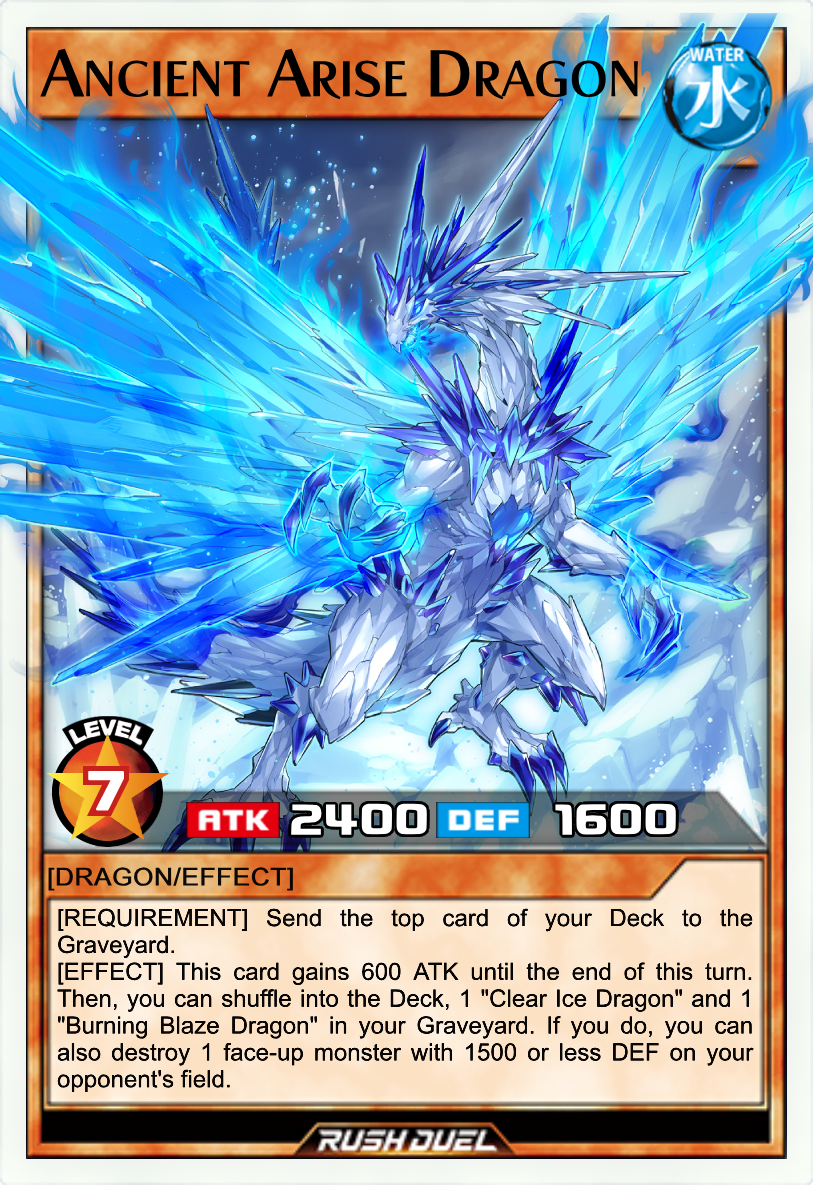 Ancient Arise Dragon
WATER
水
LEVEL
7
ATK 2400 DEF 1600
[DRAGON/EFFECT]
[REQUIREMENT] Send the top card of your Deck to the
Graveyard.
[EFFECT] This card gains 600 ATK until the end of this turn.
Then, you can shuffle into the Deck, 1 "Clear Ice Dragon" and 1
"Burning Blaze Dragon" in your Graveyard. If you do, you can
also destroy 1 face-up monster with 1500 or less DEF on your
opponent's field.
RUSH DUEL